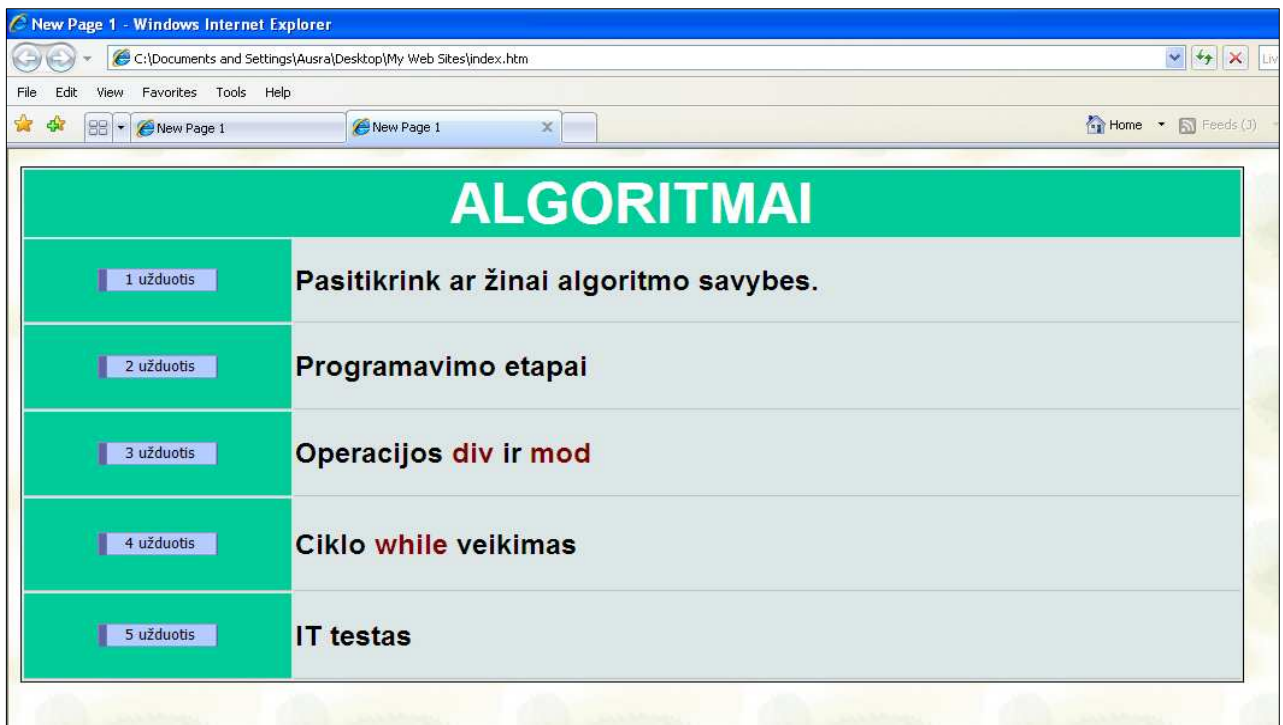 New Page 1 - Windows Internet Explorer
C:\Documents and Settings\Ausra\Desktop\My Web Sites\index.htm
File Edit View Favorites Tools Help
New Page 1 New Page 1 Home Feeds (J)
ALGORITMAI
1 užduotis Pasitikrink ar žinai algoritmo savybes.
2 užduotis Programavimo etapai
3 užduotis Operacijos div ir mod
4 užduotis Ciklo while veikimas
5 užduotis IT testas